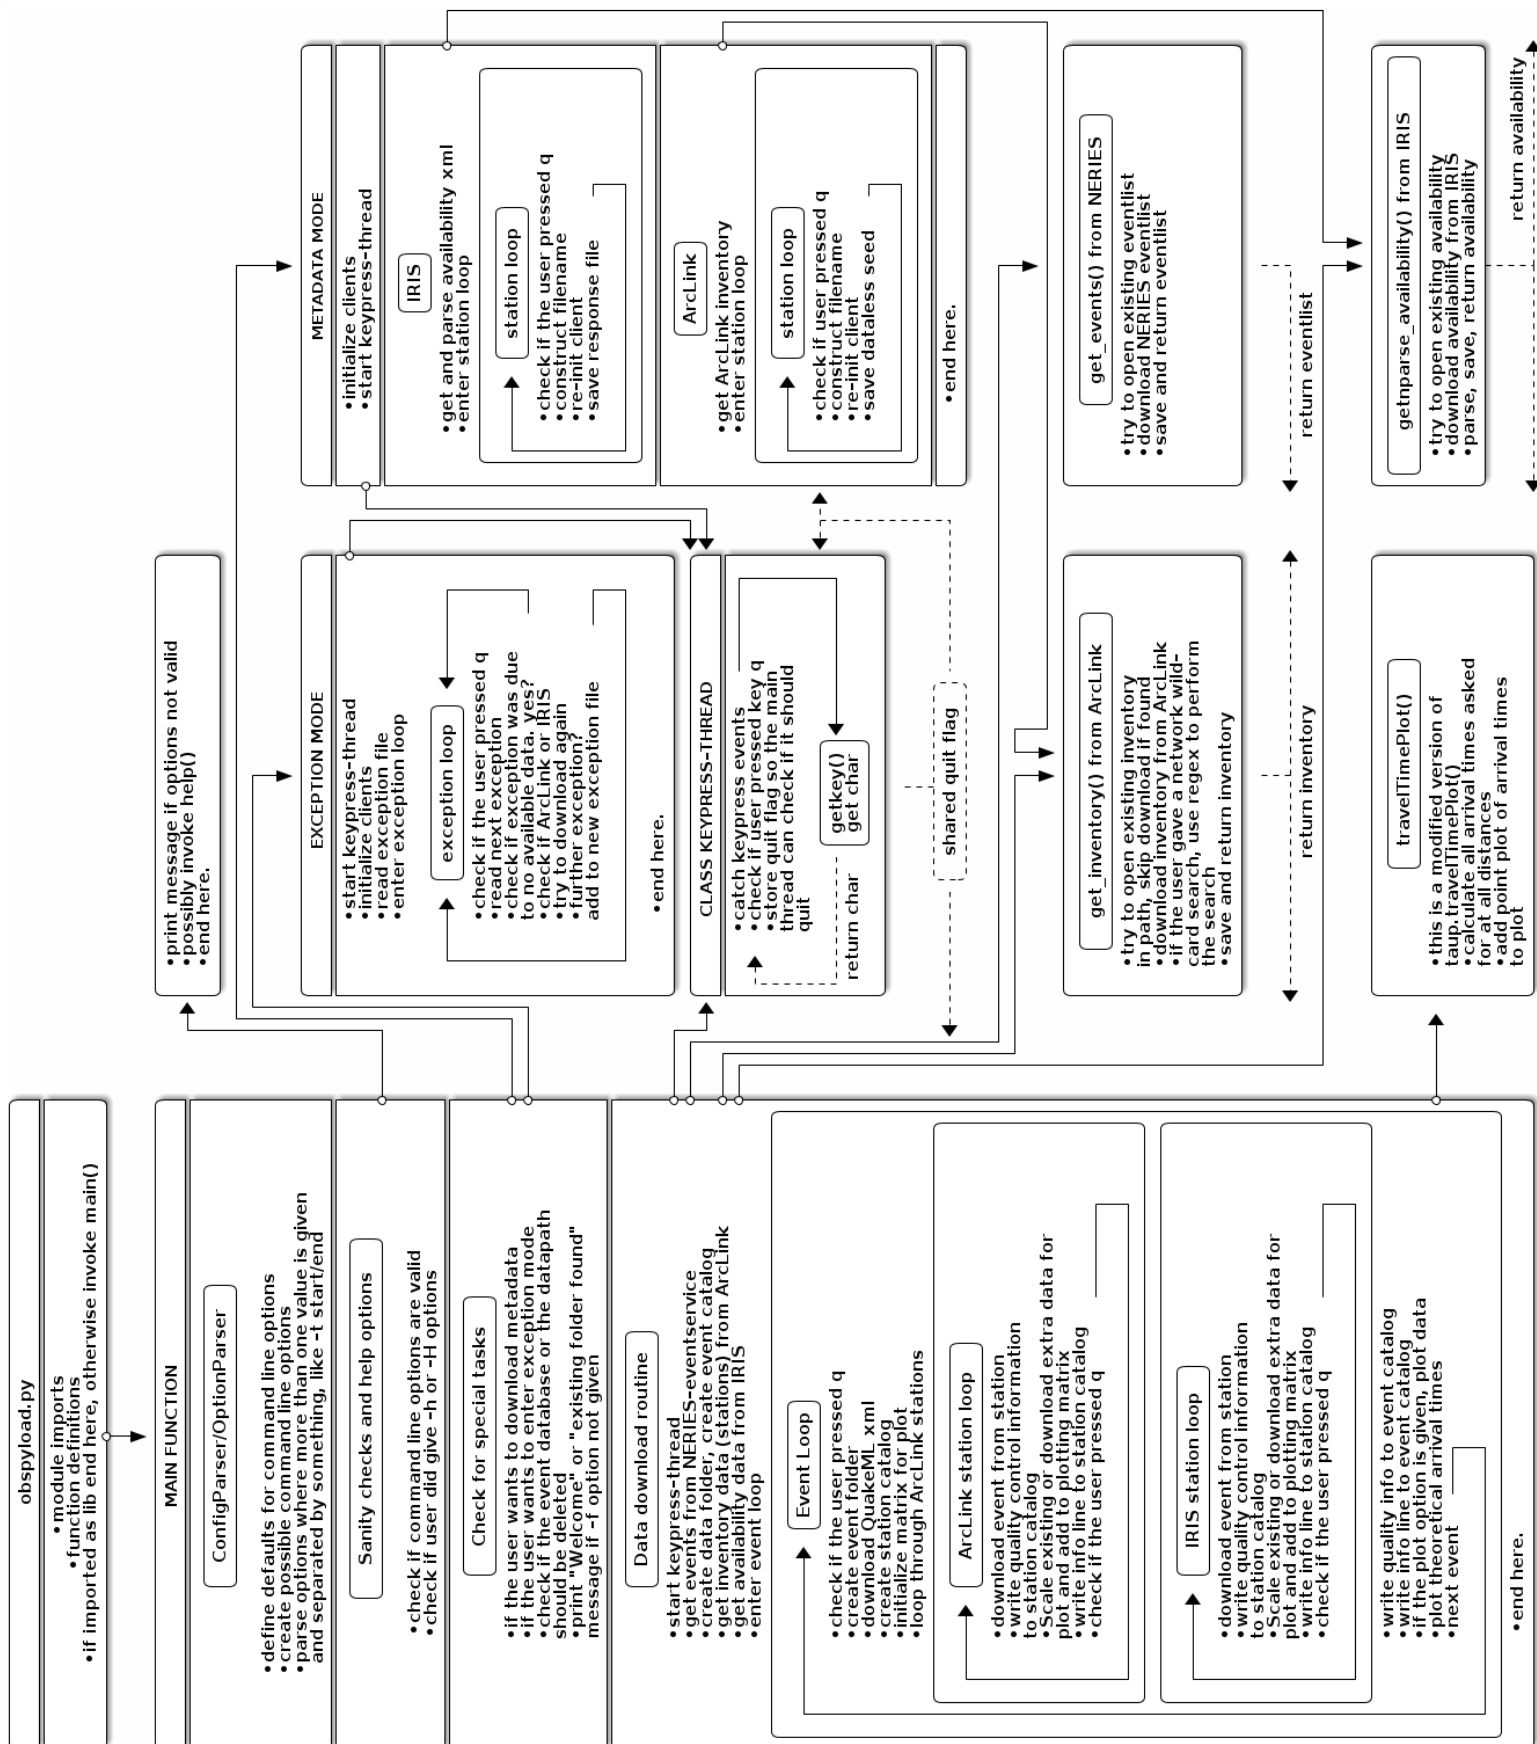 obspyload.py
•module imports
•function definitions
•if imported as lib end here, otherwise invoke main()
MAIN FUNCTION
ConfigParser/OptionParser
•define defaults for command line options
•create possible command line options
•parse options where more than one value is given
and separated by something, like -t start/end
Sanity checks and help options
•check if command line options are valid
•check if user did give -h or -H options
Check for special tasks
•if the user wants to download metadata
•if the user wants to enter exception mode
•check if the event database or the datapath
should be deleted
•print "Welcome" or "existing folder found"
message if -f option not given
Data download routine
•start keypress-thread
•get events from NERIES-eventservice
•create data folder, create event catalog
•get inventory data (stations) from ArcLink
•get availability data from IRIS
•enter event loop
Event Loop
•check if the user pressed q
•create event folder
•download QuakeML xml
•create station catalog
•initialize matrix for plot
•loop through ArcLink stations
ArcLink station loop
•download event from station
•write quality control information
to station catalog
•Scale existing or download extra data for
plot and add to plotting matrix
•write info line to station catalog
•check if the user pressed q
IRIS station loop
•download event from station
•write quality control information
to station catalog
•Scale existing or download extra data for
plot and add to plotting matrix
•write info line to station catalog
•check if the user pressed q
•write quality info to event catalog
•write info line to event catalog
•if the plot option is given, plot data
•plot theoretical arrival times
•next event
•end here.
•print message if options not valid
•possibly invoke help()
•end here.
EXCEPTION MODE
•start keypress-thread
•initialize clients
•read exception file
•enter exception loop
exception loop
•check if the user pressed q
•read next exception
•check if exception was due
to no available data. yes?
•check if ArcLink or IRIS
•try to download again
•further exception?
add to new exception file
•end here.
CLASS KEYPRESS-THREAD
•catch keypress events
•check if user pressed key q
•store quit flag so the main
thread can check if it should
quit
getkey()
get char
return char
shared quit flag
get_inventory() from ArcLink
•try to open existing inventory
in path, skip download if found
•download inventory from ArcLink
•if the user gave a network wild-
card search, use regex to perform
the search
•save and return inventory
return inventory
travelTimePlot()
•this is a modified version of
taup.travelTimePlot()
•calculate all arrival times asked
for at all distances
•add point plot of arrival times
to plot
METADATA MODE
•initialize clients
•start keypress-thread
IRIS
•get and parse availability xml
•enter station loop
station loop
•check if the user pressed q
•construct filename
•re-init client
•save response file
ArcLink
•get ArcLink inventory
•enter station loop
station loop
•check if user pressed q
•construct filename
•re-init client
•save dataless seed
•end here.
get_events() from NERIES
•try to open existing eventlist
•download NERIES eventlist
•save and return eventlist
return eventlist
getnparse_availability() from IRIS
•try to open existing availability
•download availability from IRIS
•parse, save, return availability
return availability